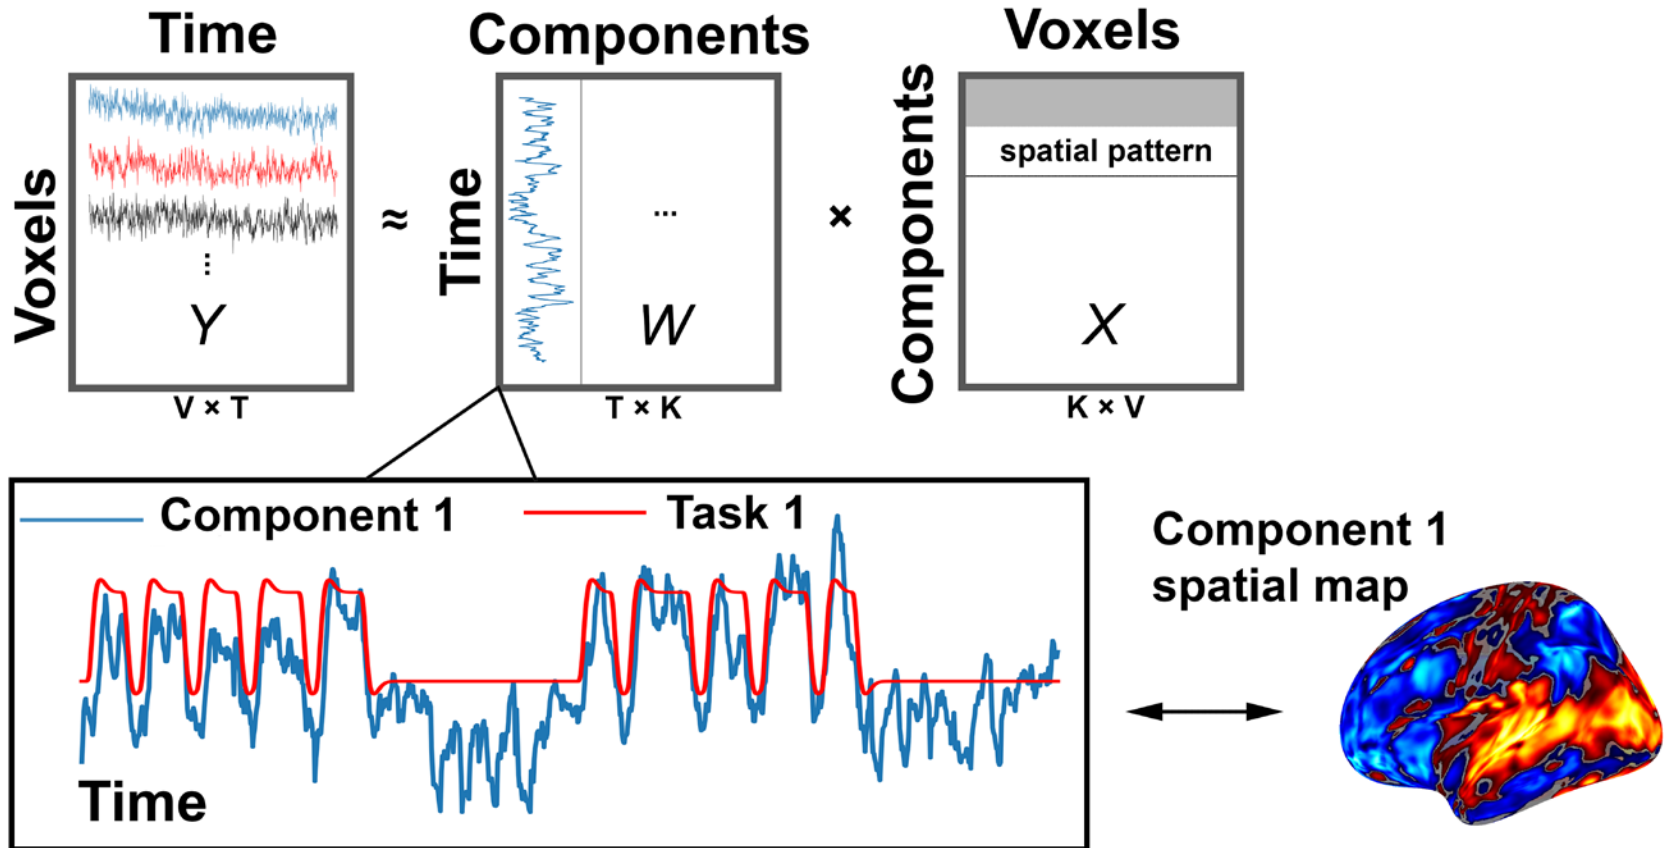 Time
Components
Voxels
Voxels
Time
Components
⋮
Y
≈
...
W
×
spatial pattern
X
V × T
T × K
K × V
Component 1
Task 1
Time
Component 1
spatial map